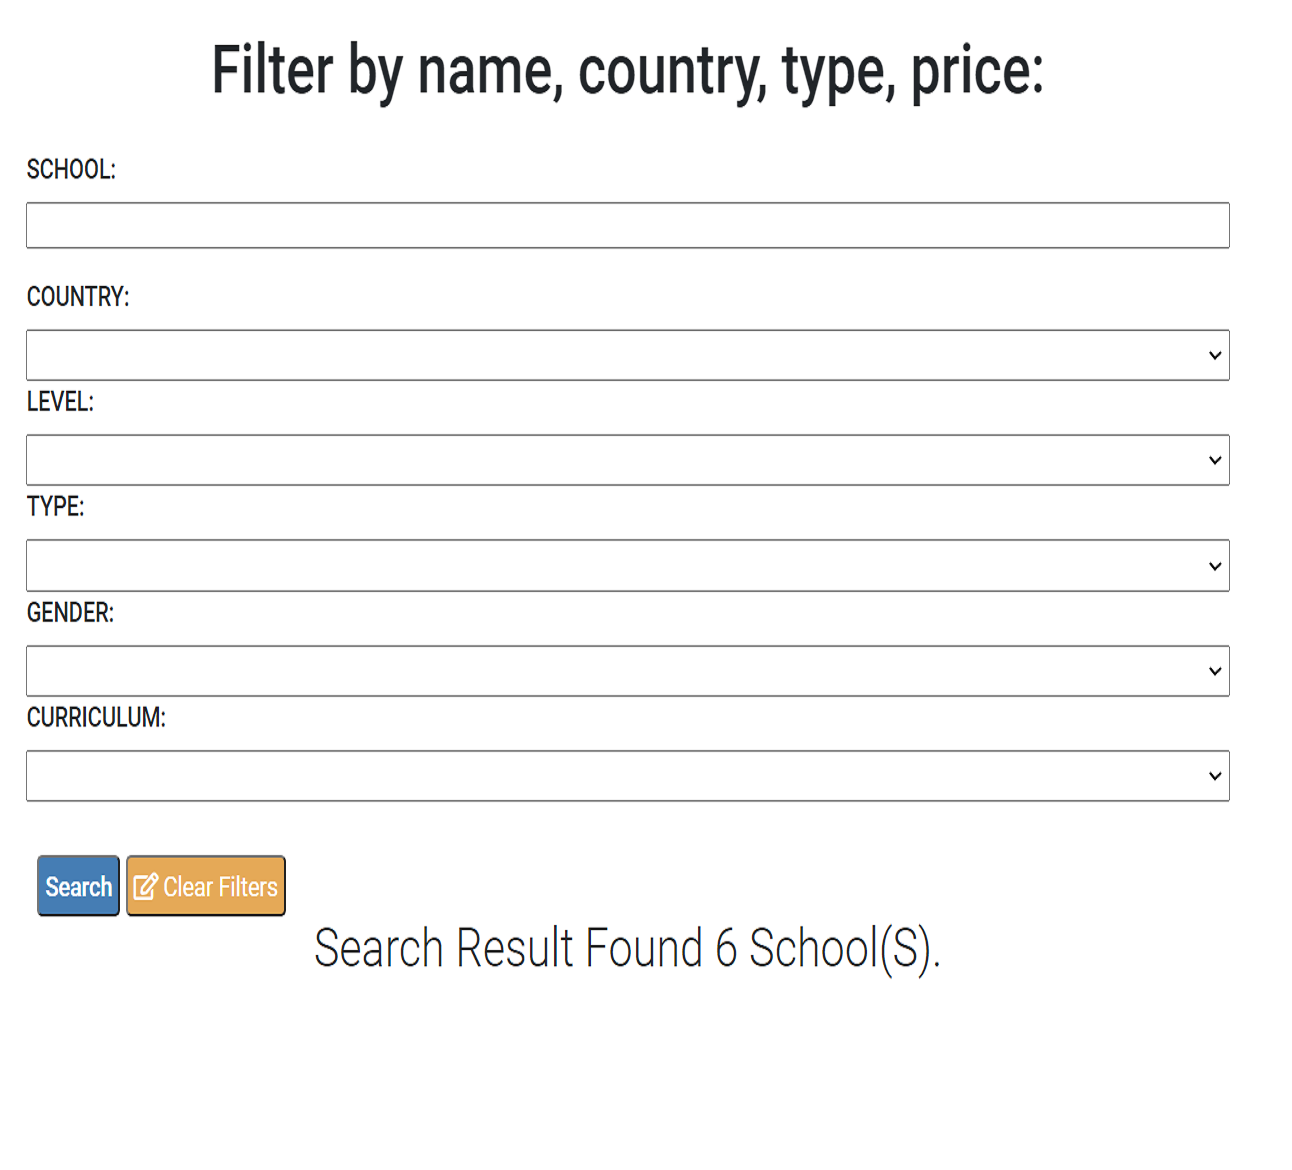 Filter by name, country, type, price:
SCHOOL:
COUNTRY:
LEVEL:
TYPE:
GENDER:
CURRICULUM:
Search Clear Filters
Search Result Found 6 School(S).